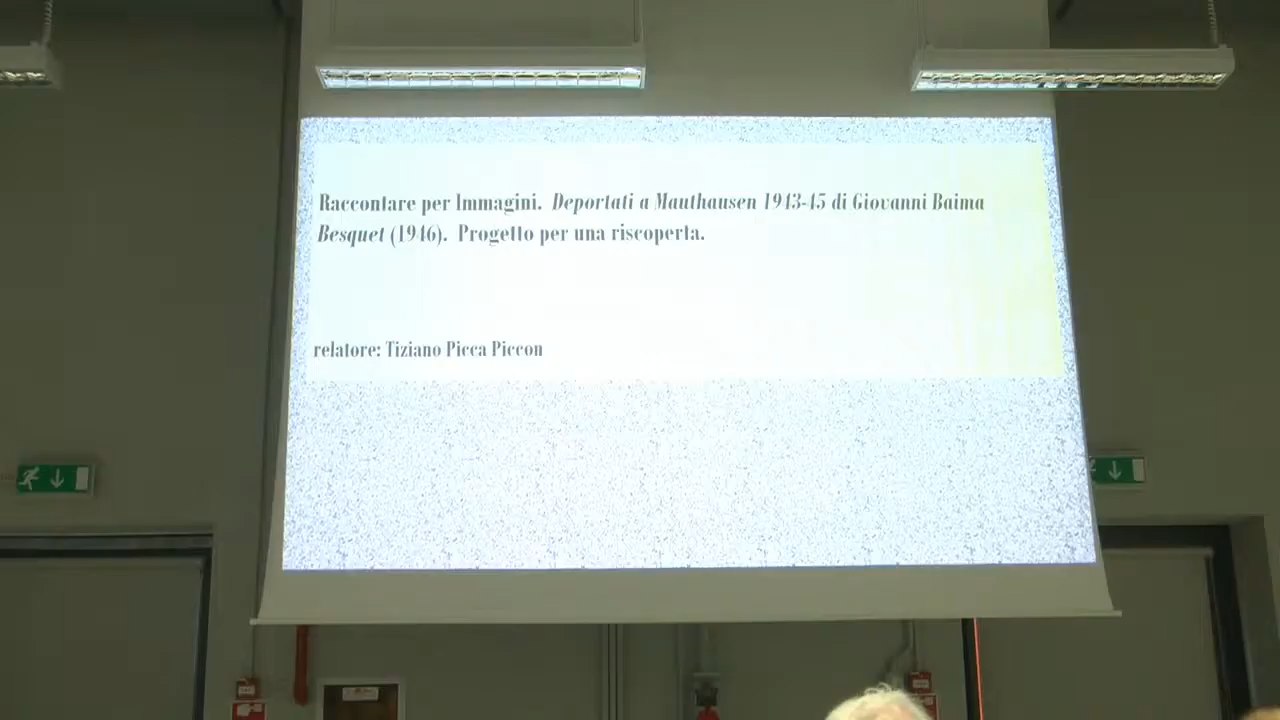 Raccontare per Immagini. Deportati a Mauthausen 1943-45 di Giovanni Baima
Besquet (1946). Progetto per una riscoperta.
relatore: Tiziano Picca Piccon